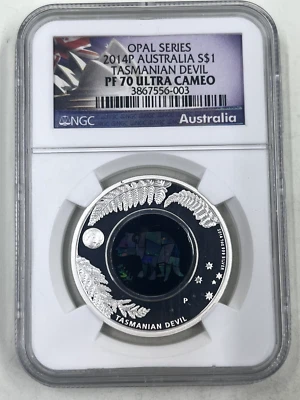 OPAL SERIES
2014P AUSTRALIA S$1
TASMANIAN DEVIL
PF 70 ULTRA CAMEO
3867556-003
NGC
Australia
P
TASMANIAN DEVIL